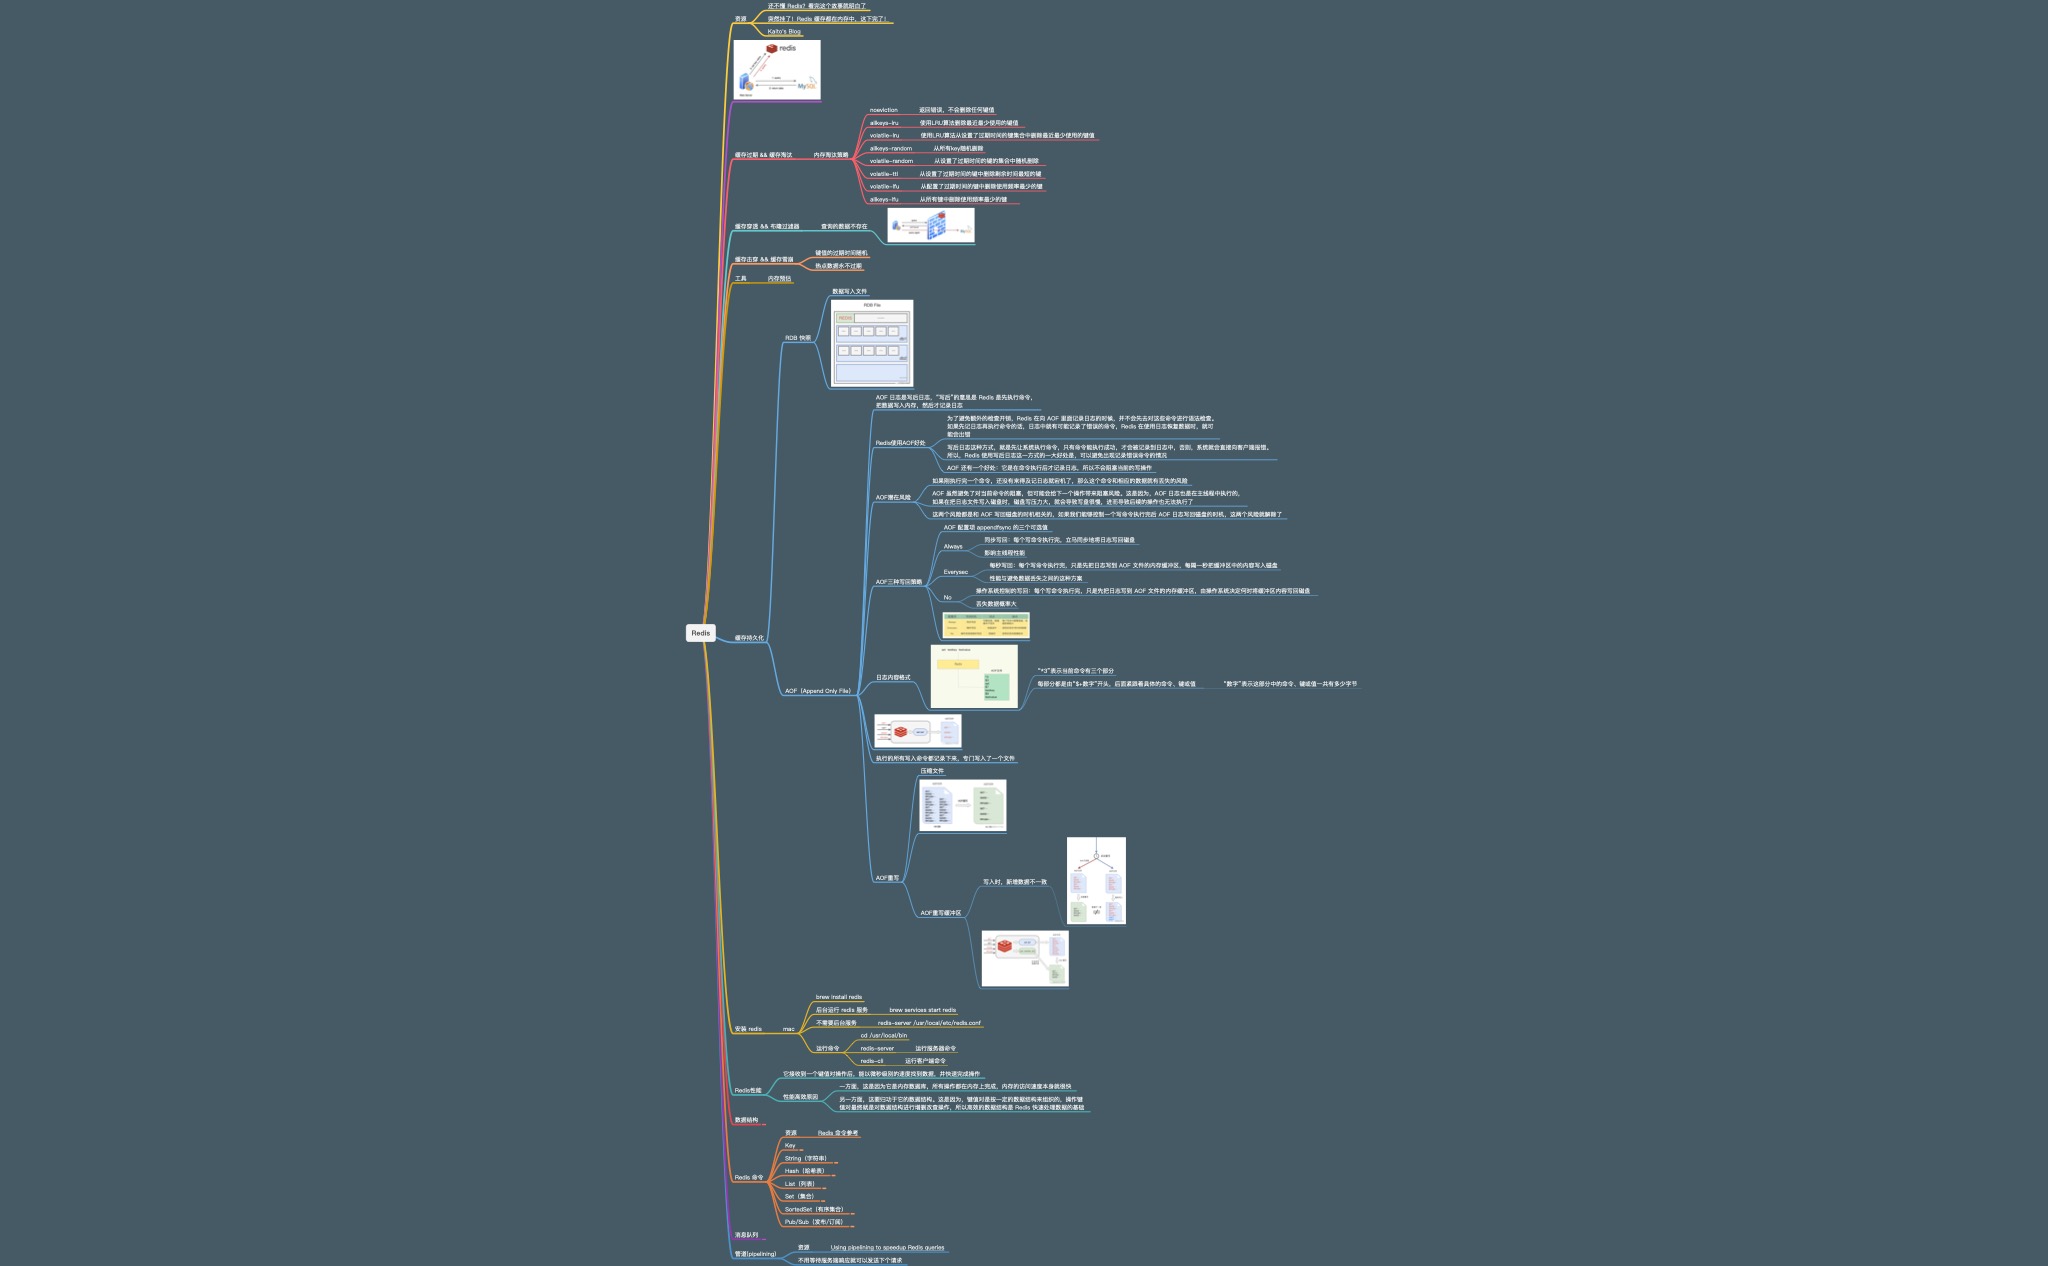 还不懂 Redis？看完这个故事就明白了
突然挂了！Redis 缓存都在内存中，这下完了！
资源
Kaito's Blog
redis
MySQL
缓存过期 && 缓存淘汰
内存淘汰策略
noeviction
返回错误，不会删除任何键值
allkeys-lru
使用LRU算法删除最近最少使用的键值
volatile-lru
使用LRU算法从设置了过期时间的键集合中删除最近最少使用的键值
allkeys-random
从所有key随机删除
volatile-random
从设置了过期时间的键的集合中随机删除
volatile-ttl
从设置了过期时间的键中删除剩余时间最短的键
volatile-lfu
从配置了过期时间的键中删除使用频率最少的键
allkeys-lfu
从所有键中删除使用频率最少的键
缓存穿透 && 布隆过滤器
查询的数据不存在
缓存击穿 && 缓存雪崩
键值的过期时间随机
热点数据永不过期
工具
内存预估
Redis
缓存持久化
RDB 快照
数据写入文件
RDB File
REDIS
AOF（Append Only File）
AOF 日志是写后日志，“写后”的意思是 Redis 是先执行命令，
把数据写入内存，然后才记录日志
Redis使用AOF好处
为了避免额外的检查开销，Redis 在向 AOF 里面记录日志的时候，并不会先去对这些命令进行语法检查。
如果先记日志再执行命令的话，日志中就有可能记录了错误的命令，Redis 在使用日志恢复数据时，就可
能会出错
写后日志这种方式，就是先让系统执行命令，只有命令能执行成功，才会被记录到日志中，否则，系统就会直接向客户端报错。
所以，Redis 使用写后日志这一方式的一大好处是，可以避免出现记录错误命令的情况
AOF 还有一个好处：它是在命令执行后才记录日志，所以不会阻塞当前的写操作
AOF潜在风险
如果刚执行完一个命令，还没有来得及记日志就宕机了，那么这个命令和相应的数据就有丢失的风险
AOF 虽然避免了对当前命令的阻塞，但可能会给下一个操作带来阻塞风险。这是因为，AOF 日志也是在主线程中执行的，
如果在把日志文件写入磁盘时，磁盘写压力大，就会导致写盘很慢，进而导致后续的操作也无法执行了
这两个风险都是和 AOF 写回磁盘的时机相关的，如果我们能够控制一个写命令执行完后 AOF 日志写回磁盘的时机，这两个风险就解除了
AOF三种写回策略
AOF 配置项 appendfsync 的三个可选值
Always
同步写回：每个写命令执行完，立马同步地将日志写回磁盘
影响主线程性能
Everysec
每秒写回：每个写命令执行完，只是先把日志写到 AOF 文件的内存缓冲区，每隔一秒把缓冲区中的内容写入磁盘
性能与避免数据丢失之间的这种方案
No
操作系统控制的写回：每个写命令执行完，只是先把日志写到 AOF 文件的内存缓冲区，由操作系统决定何时将缓冲区内容写回磁盘
丢失数据概率大
日志内容格式
“*3”表示当前命令有三个部分
每部分都是由“$+数字”开头，后面紧跟着具体的命令、键或值
“数字”表示这部分中的命令、键或值一共有多少字节
执行的所有写入命令都记录下来，专门写入了一个文件
AOF重写
压缩文件
AOF重写缓冲区
写入时，新增数据不一致
安装 redis
mac
brew install redis
后台运行 redis 服务
brew services start redis
不需要后台服务
redis-server /usr/local/etc/redis.conf
运行命令
cd /usr/local/bin
redis-server
运行服务器命令
redis-cli
运行客户端命令
Redis性能
它接收到一个键值对操作后，能以微秒级别的速度找到数据，并快速完成操作
性能高效原因
一方面，这是因为它是内存数据库，所有操作都在内存上完成，内存的访问速度本身就很快
另一方面，这要归功于它的数据结构。这是因为，键值对是按一定的数据结构来组织的，操作键
值对最终就是对数据结构进行增删改查操作，所以高效的数据结构是 Redis 快速处理数据的基础
数据结构
Redis 命令
资源
Redis 命令参考
Key
String（字符串）
Hash（哈希表）
List（列表）
Set（集合）
SortedSet（有序集合）
Pub/Sub（发布/订阅）
消息队列
管道(pipelining)
资源
Using pipelining to speedup Redis queries
不用等待服务端响应就可以发送下个请求